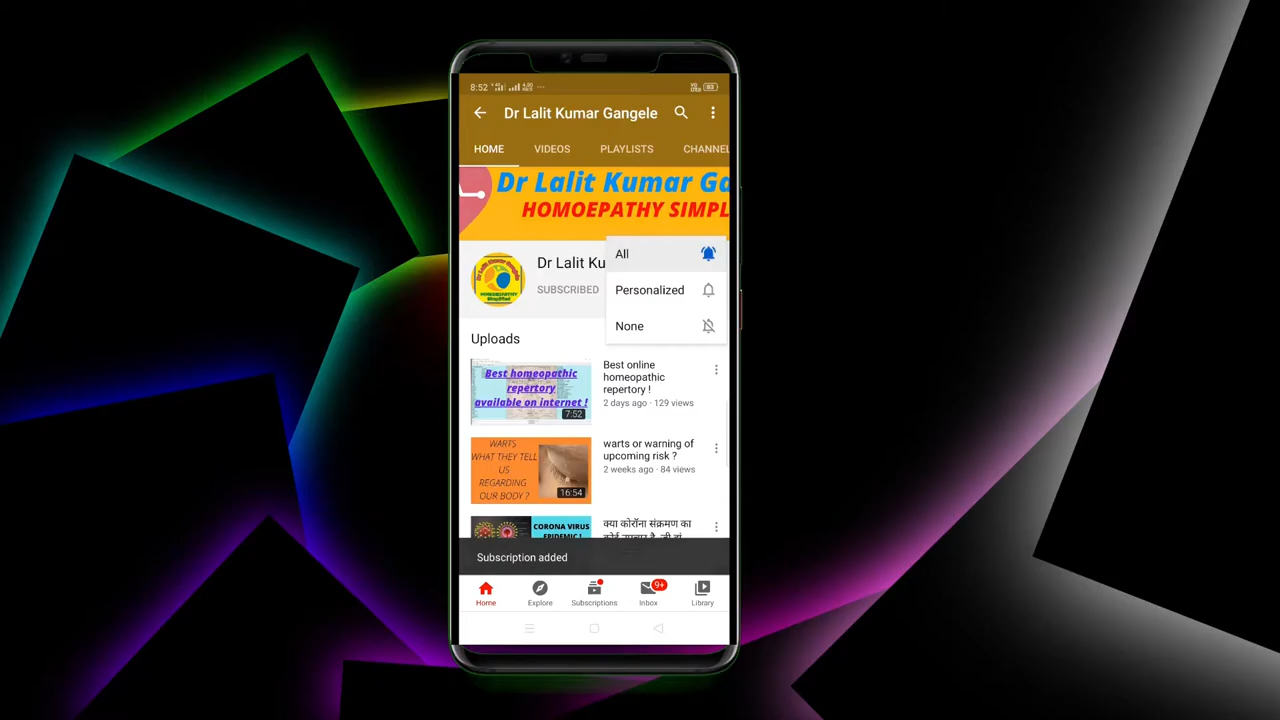 8:52
Dr Lalit Kumar Gangele
HOME VIDEOS PLAYLISTS CHANNEL
Dr Lalit Kumar Ga
HOMOEPATHY SIMPL
Dr Lalit Ku
SUBSCRIBED
All
Personalized
None
Uploads
Best homeopathic
repertory
available on internet !
7:52
Best online
homeopathic
repertory !
2 days ago · 129 views
WARTS
WHAT THEY TELL
US
REGARDING
OUR BODY ?
16:54
warts or warning of
upcoming risk ?
2 weeks ago · 84 views
CORONA VIRUS
EPIDEMIC !
क्या कोरॉना संक्रमण का
Subscription added
9+
Home Explore Subscriptions Inbox Library